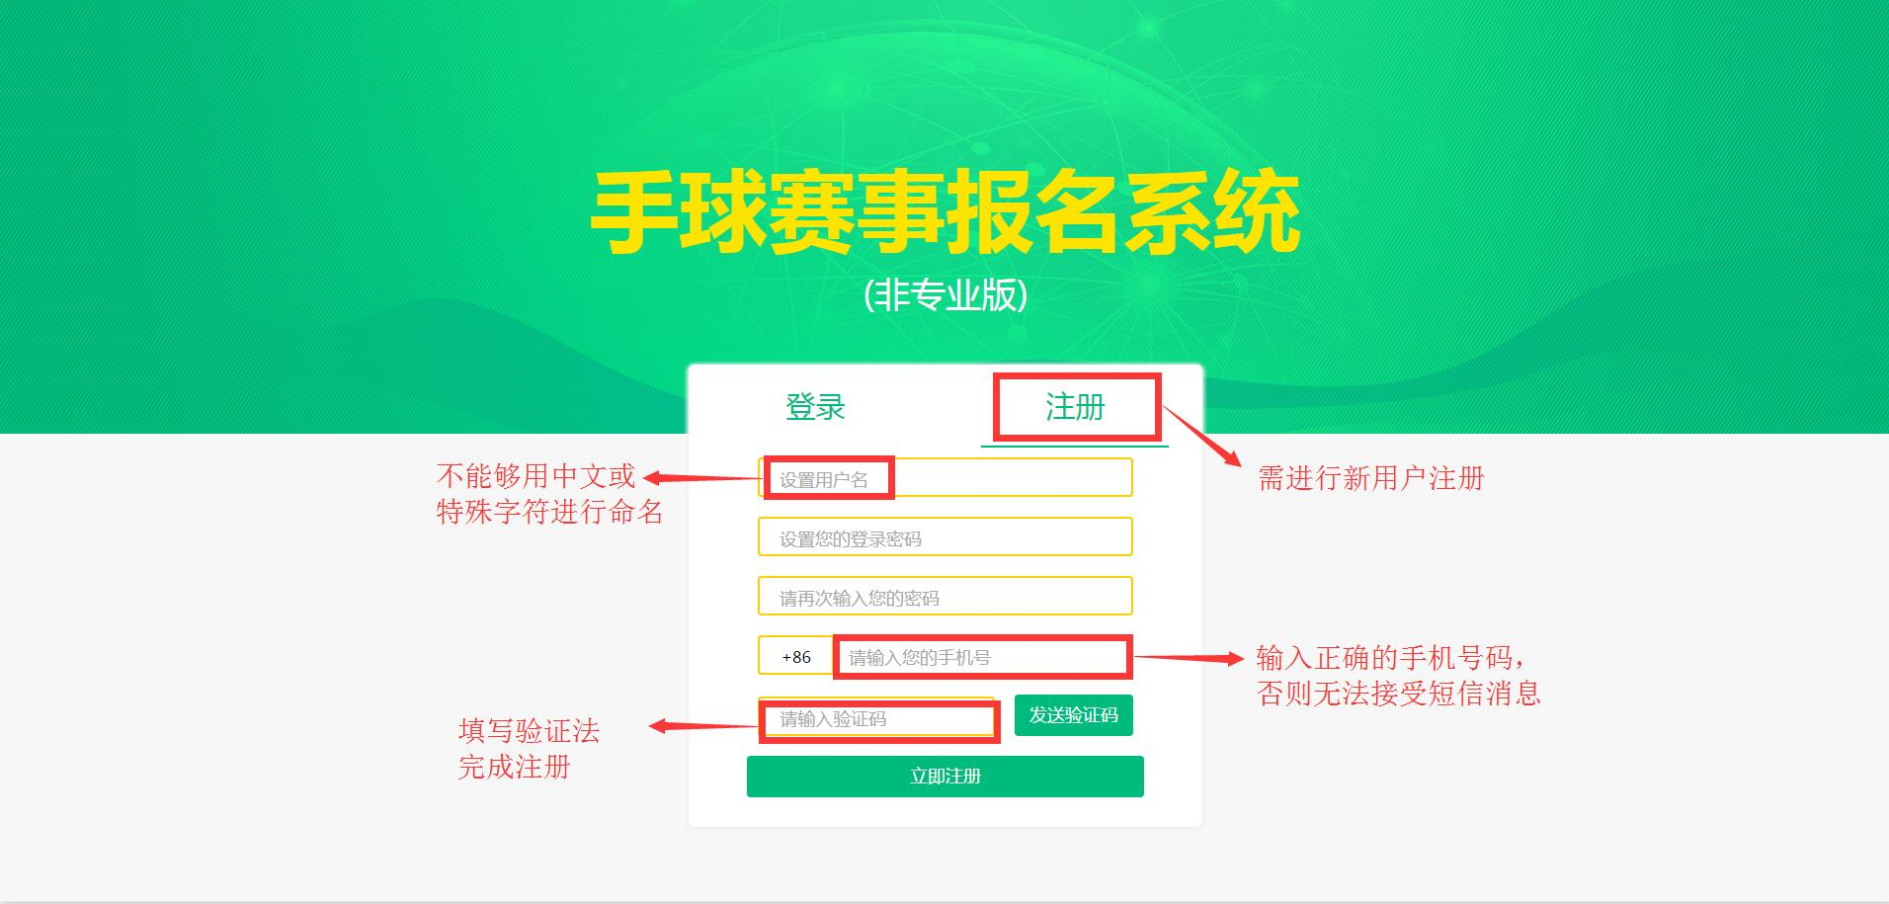 手球赛事报名系统
(非专业版)
登录
注册
需进行新用户注册
不能够用中文或
特殊字符进行命名
设置用户名
设置您的登录密码
请再次输入您的密码
+86
请输入您的手机号
输入正确的手机号码，
否则无法接受短信消息
填写验证法
完成注册
请输入验证码
发送验证码
立即注册